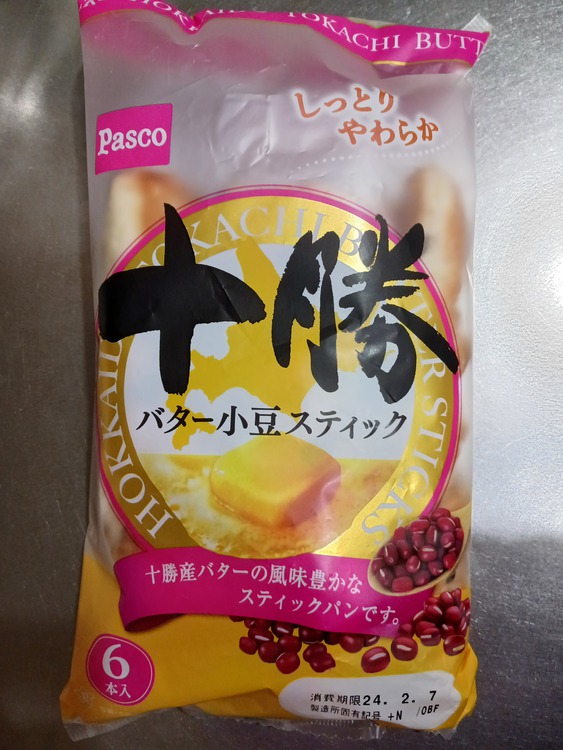 HOKKAIDO TOKACHI BUTT
Pasco
しっとり
やわらか
HOKKAID TOKACHI B TER STICKS
十勝
バター小豆スティック
十勝産バターの風味豊かな
スティックパンです。
6
本入
消費期限24. 2. 7
製造所固有記号 +N /OBF